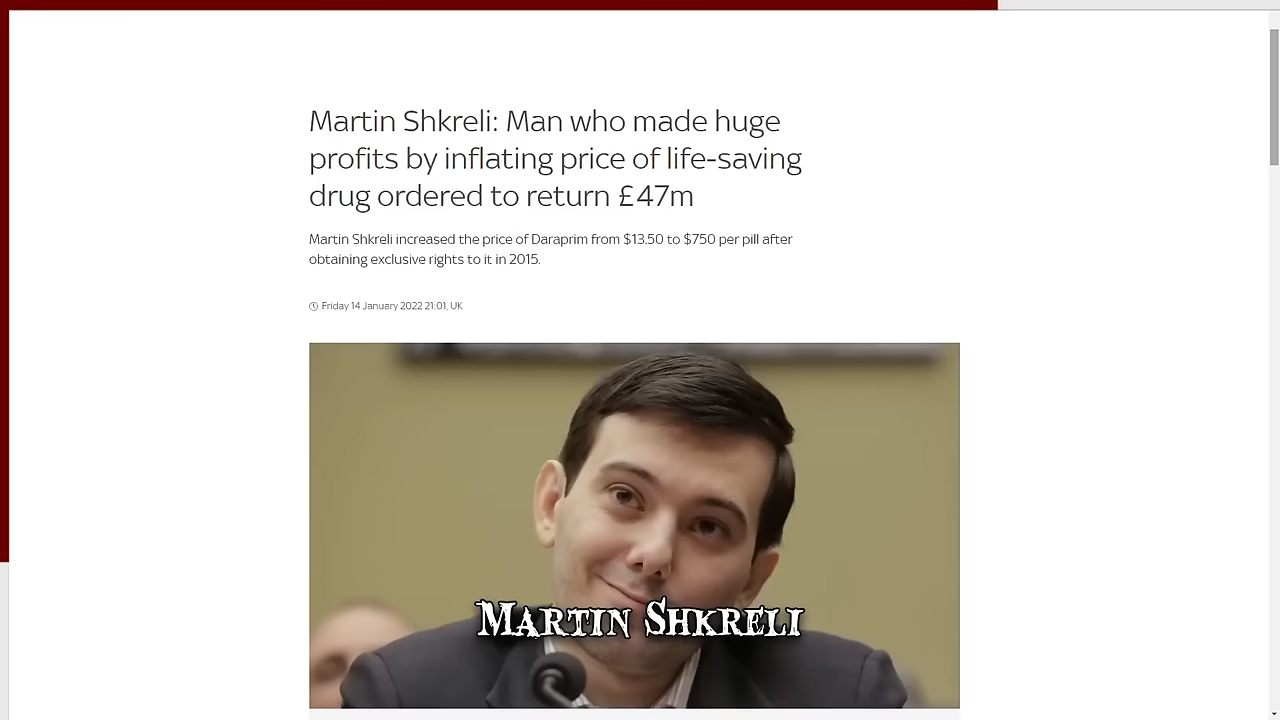 Martin Shkreli: Man who made huge
profits by inflating price of life-saving
drug ordered to return £47m
Martin Shkreli increased the price of Daraprim from $13.50 to $750 per pill after
obtaining exclusive rights to it in 2015.
Friday 14 January 2022 21:01, UK
Martin Shkreli